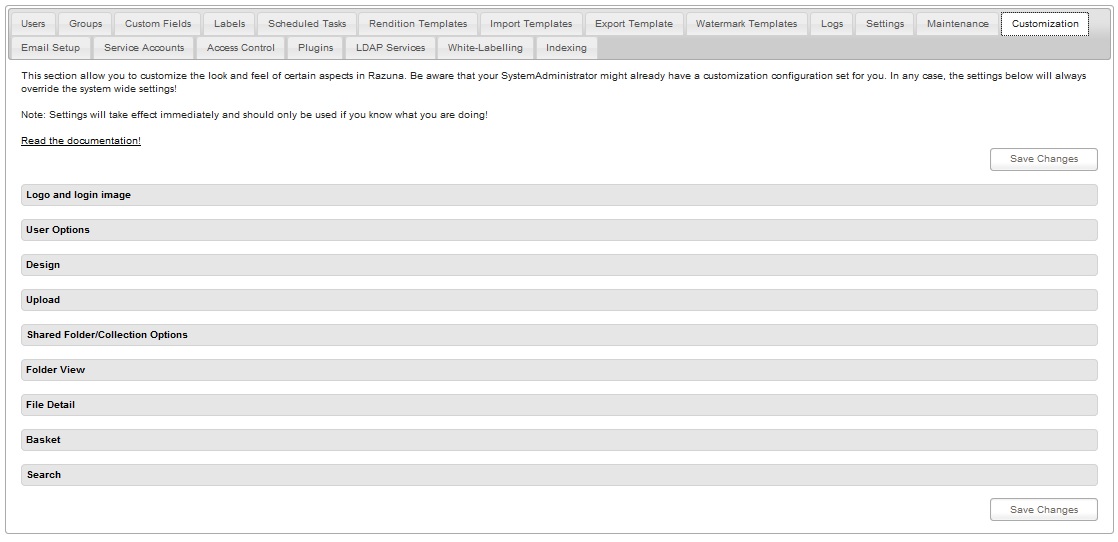 Users Groups Custom Fields Labels Scheduled Tasks Rendition Templates Import Templates Export Template Watermark Templates Logs Settings Maintenance Customization
Email Setup Service Accounts Access Control Plugins LDAP Services White-Labelling Indexing
This section allow you to customize the look and feel of certain aspects in Razuna. Be aware that your SystemAdministrator might already have a customization configuration set for you. In any case, the settings below will always
override the system wide settings!
Note: Settings will take effect immediately and should only be used if you know what you are doing!
Read the documentation!
Save Changes
Logo and login image
User Options
Design
Upload
Shared Folder/Collection Options
Folder View
File Detail
Basket
Search
Save Changes